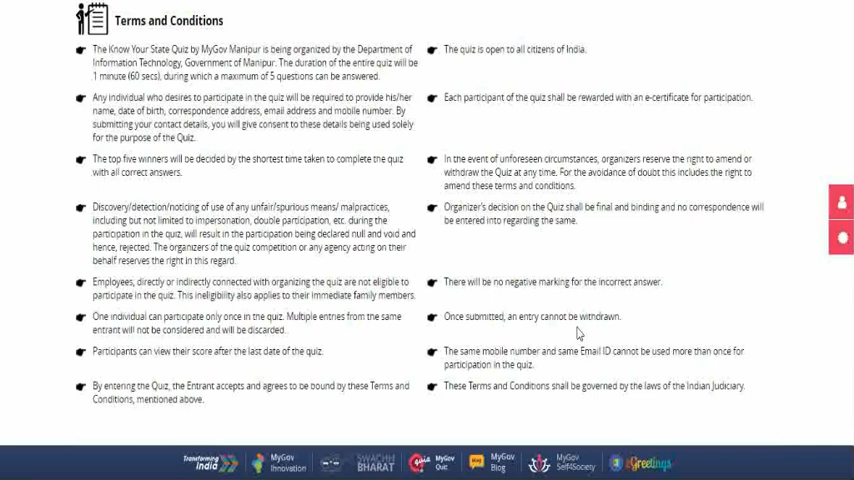 Terms and Conditions
The Know Your State Quiz by MyGov Manipur is being organized by the Department of
Information Technology, Government of Manipur. The duration of the entire quiz will be
1 minute (60 secs), during which a maximum of 5 questions can be answered.
The quiz is open to all citizens of India.
Any individual who desires to participate in the quiz will be required to provide his/her
name, date of birth, correspondence address, email address and mobile number. By
submitting your contact details, you will give consent to these details being used solely
for the purpose of the Quiz.
Each participant of the quiz shall be rewarded with an e-certificate for participation.
The top five winners will be decided by the shortest time taken to complete the quiz
with all correct answers.
In the event of unforeseen circumstances, organizers reserve the right to amend or
withdraw the Quiz at any time. For the avoidance of doubt this includes the right to
amend these terms and conditions.
Discovery/detection/noticing of use of any unfair/spurious means/ malpractices,
including but not limited to impersonation, double participation, etc. during the
participation in the quiz, will result in the participation being declared null and void and
hence, rejected. The organizers of the quiz competition or any agency acting on their
behalf reserves the right in this regard.
Organizer's decision on the Quiz shall be final and binding and no correspondence will
be entered into regarding the same.
Employees, directly or indirectly connected with organizing the quiz are not eligible to
participate in the quiz. This ineligibility also applies to their immediate family members.
There will be no negative marking for the incorrect answer.
One individual can participate only once in the quiz. Multiple entries from the same
entrant will not be considered and will be discarded.
Once submitted, an entry cannot be withdrawn.
Participants can view their score after the last date of the quiz.
The same mobile number and same Email ID cannot be used more than once for
participation in the quiz.
By entering the Quiz, the Entrant accepts and agrees to be bound by these Terms and
Conditions, mentioned above.
These Terms and Conditions shall be governed by the laws of the Indian Judiciary.
Transforming
India
MyGov
Innovation
SWACHH
BHARAT
quiz
MyGov
Quiz
blog
MyGov
Blog
MyGov
Self4Society
eGreetings